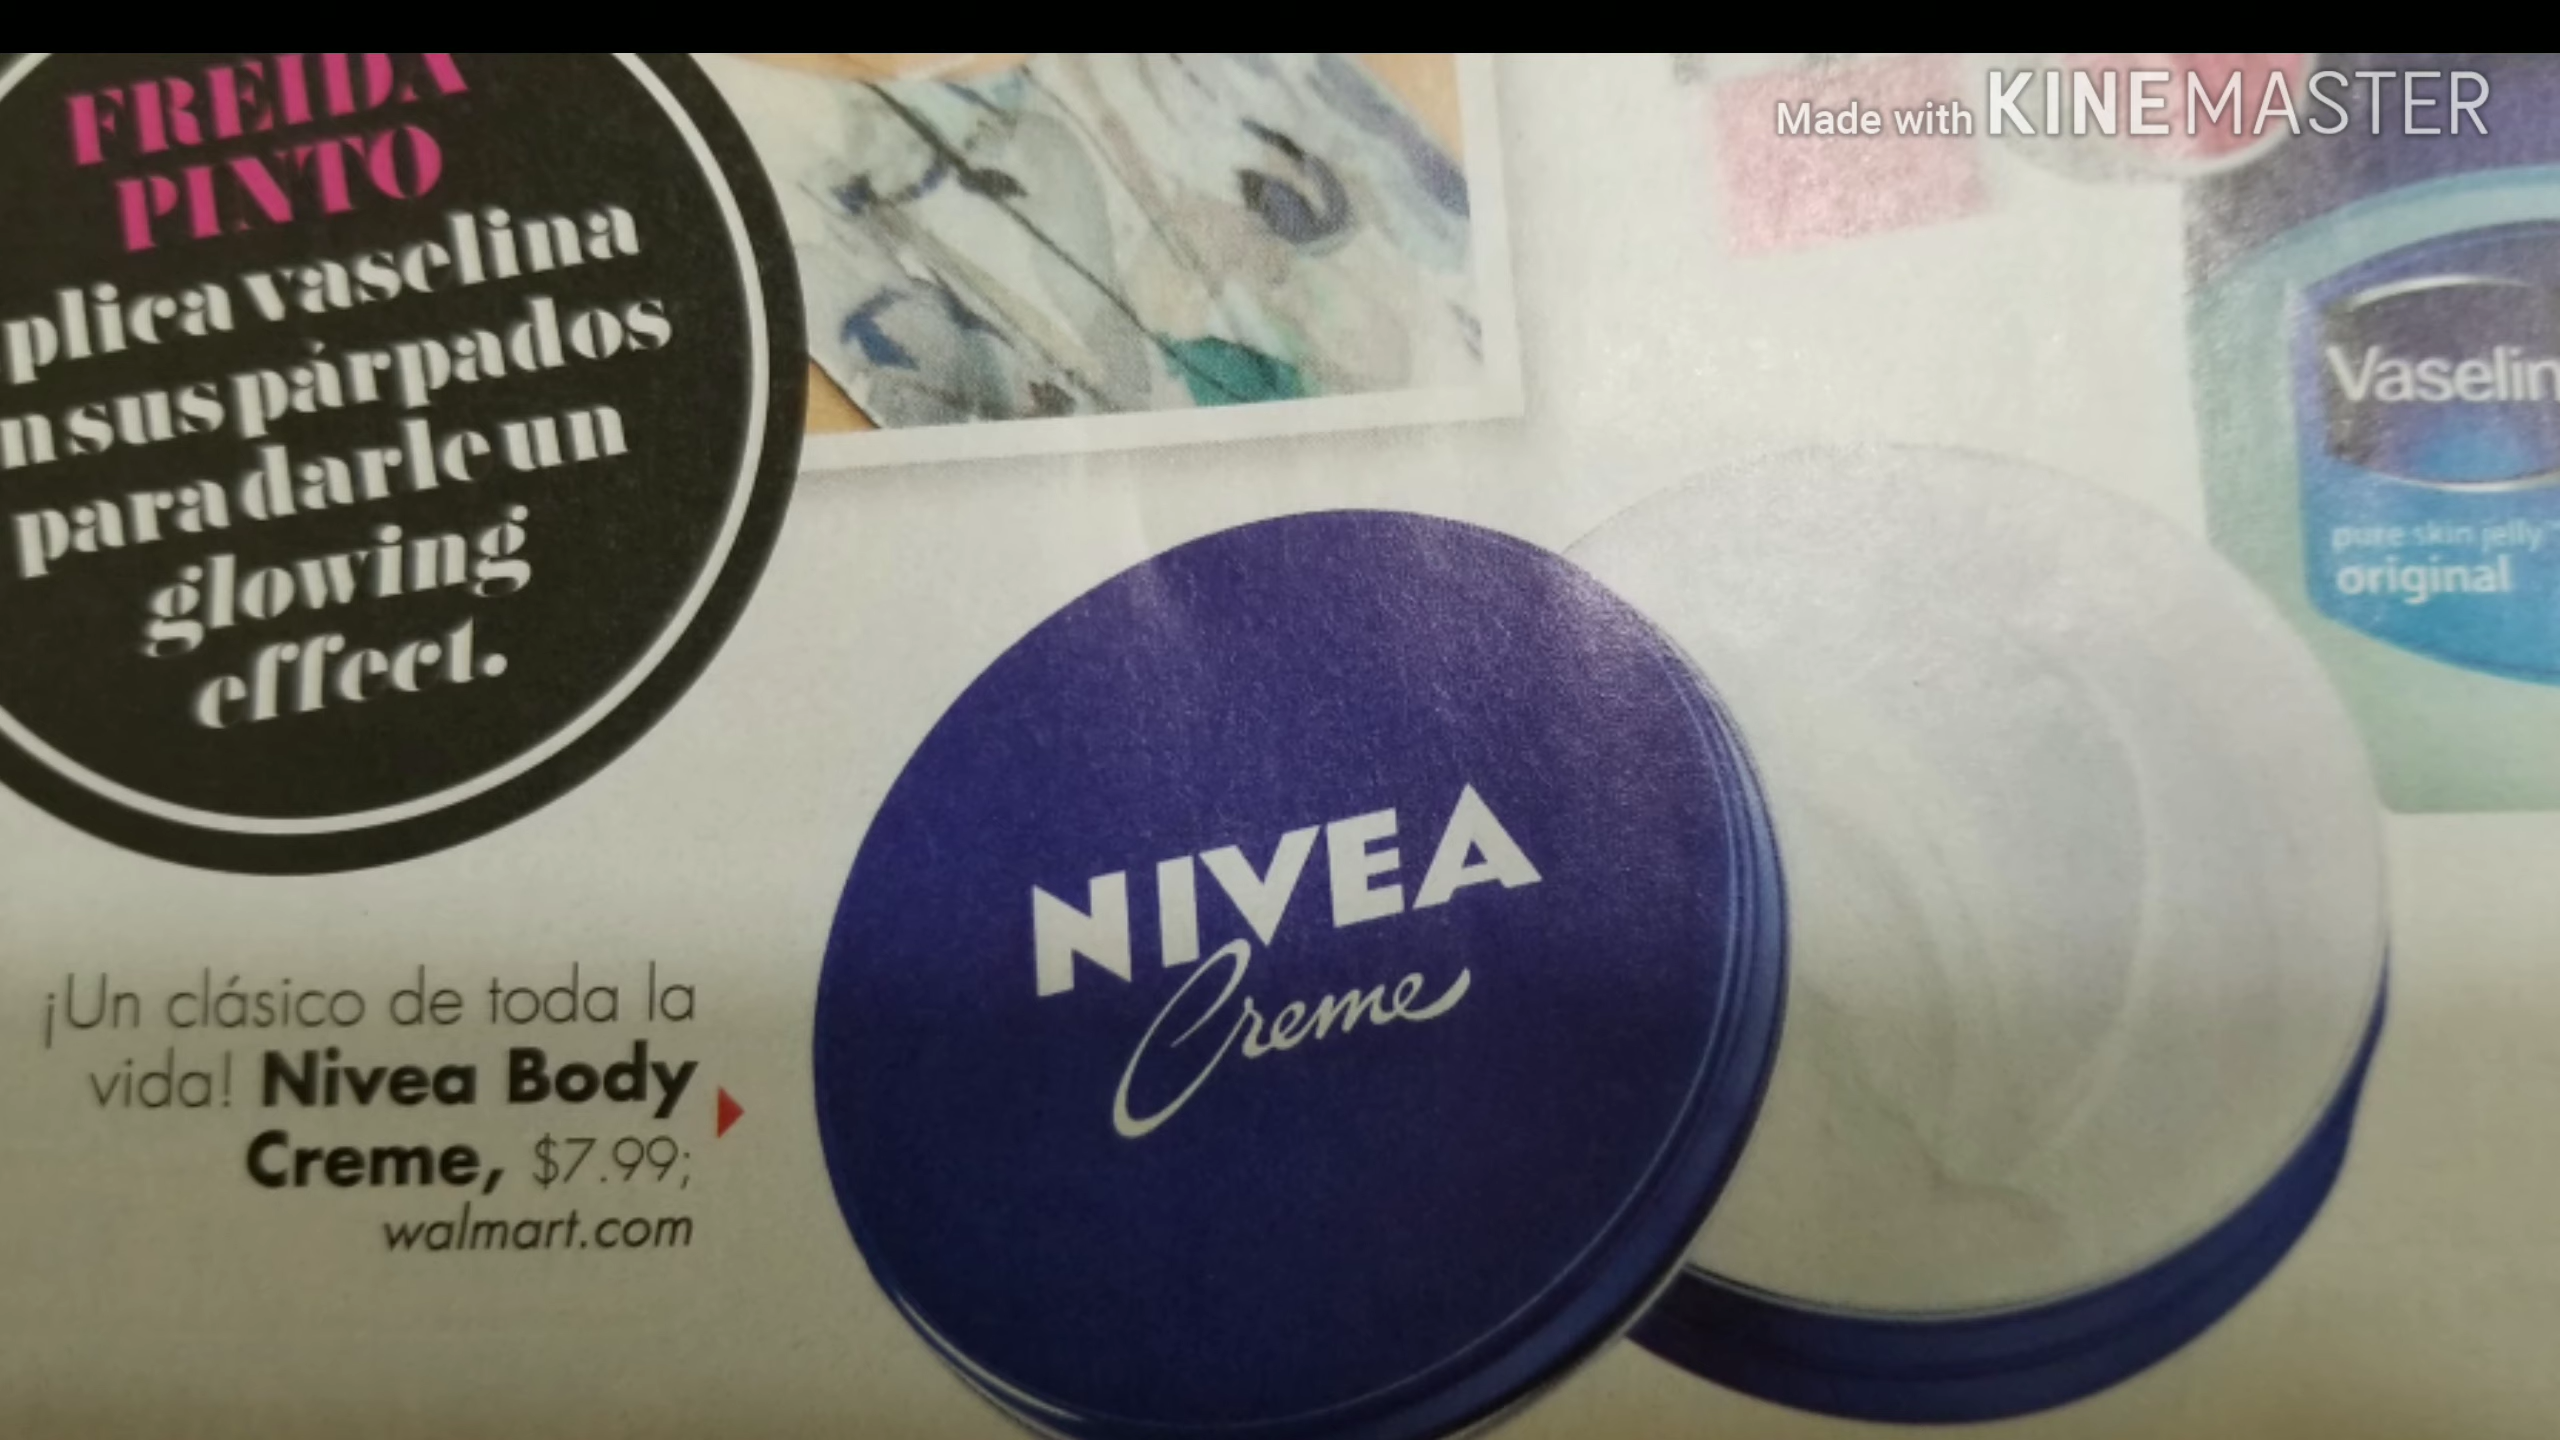 FREIDA
PINTO
plica vaselina
n sus párpados
para darle un
glowing
effect.
Made with KINEMASTER
Vaselin
pure skin jelly™
original
NIVEA
Creme
¡Un clásico de toda la
vida! Nivea Body
Creme, $7.99;
walmart.com